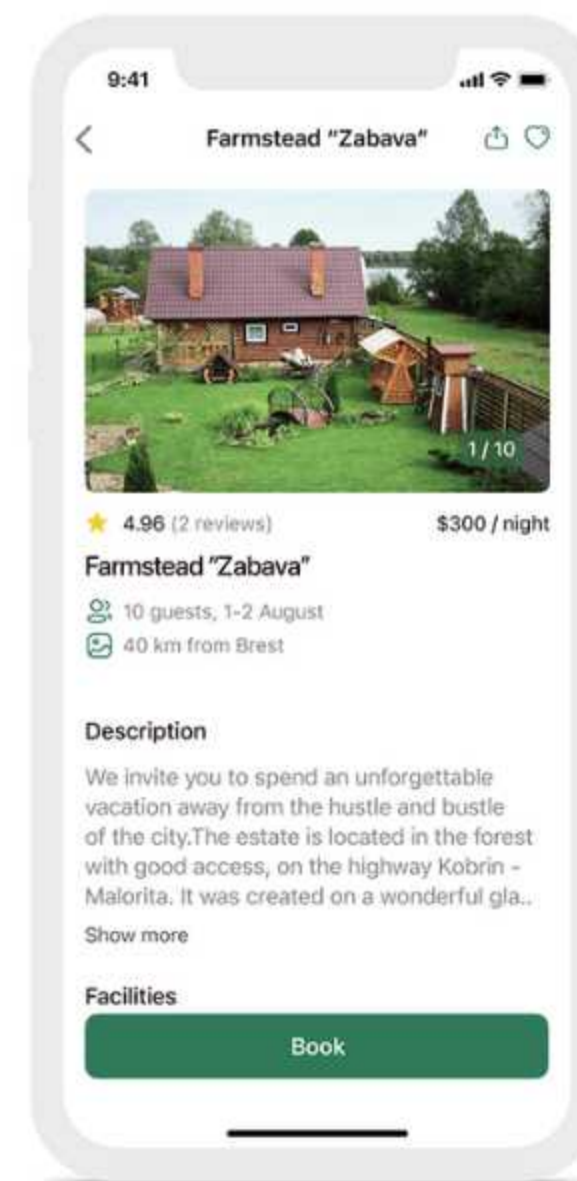 9:41
Farmstead "Zabava"
1 / 10
4.96 (2 reviews)
$300 / night
Farmstead "Zabava"
10 guests, 1-2 August
40 km from Brest
Description
We invite you to spend an unforgettable
vacation away from the hustle and bustle
of the city.The estate is located in the forest
with good access, on the highway Kobrin -
Malorita. It was created on a wonderful gla..
Show more
Facilities
Book